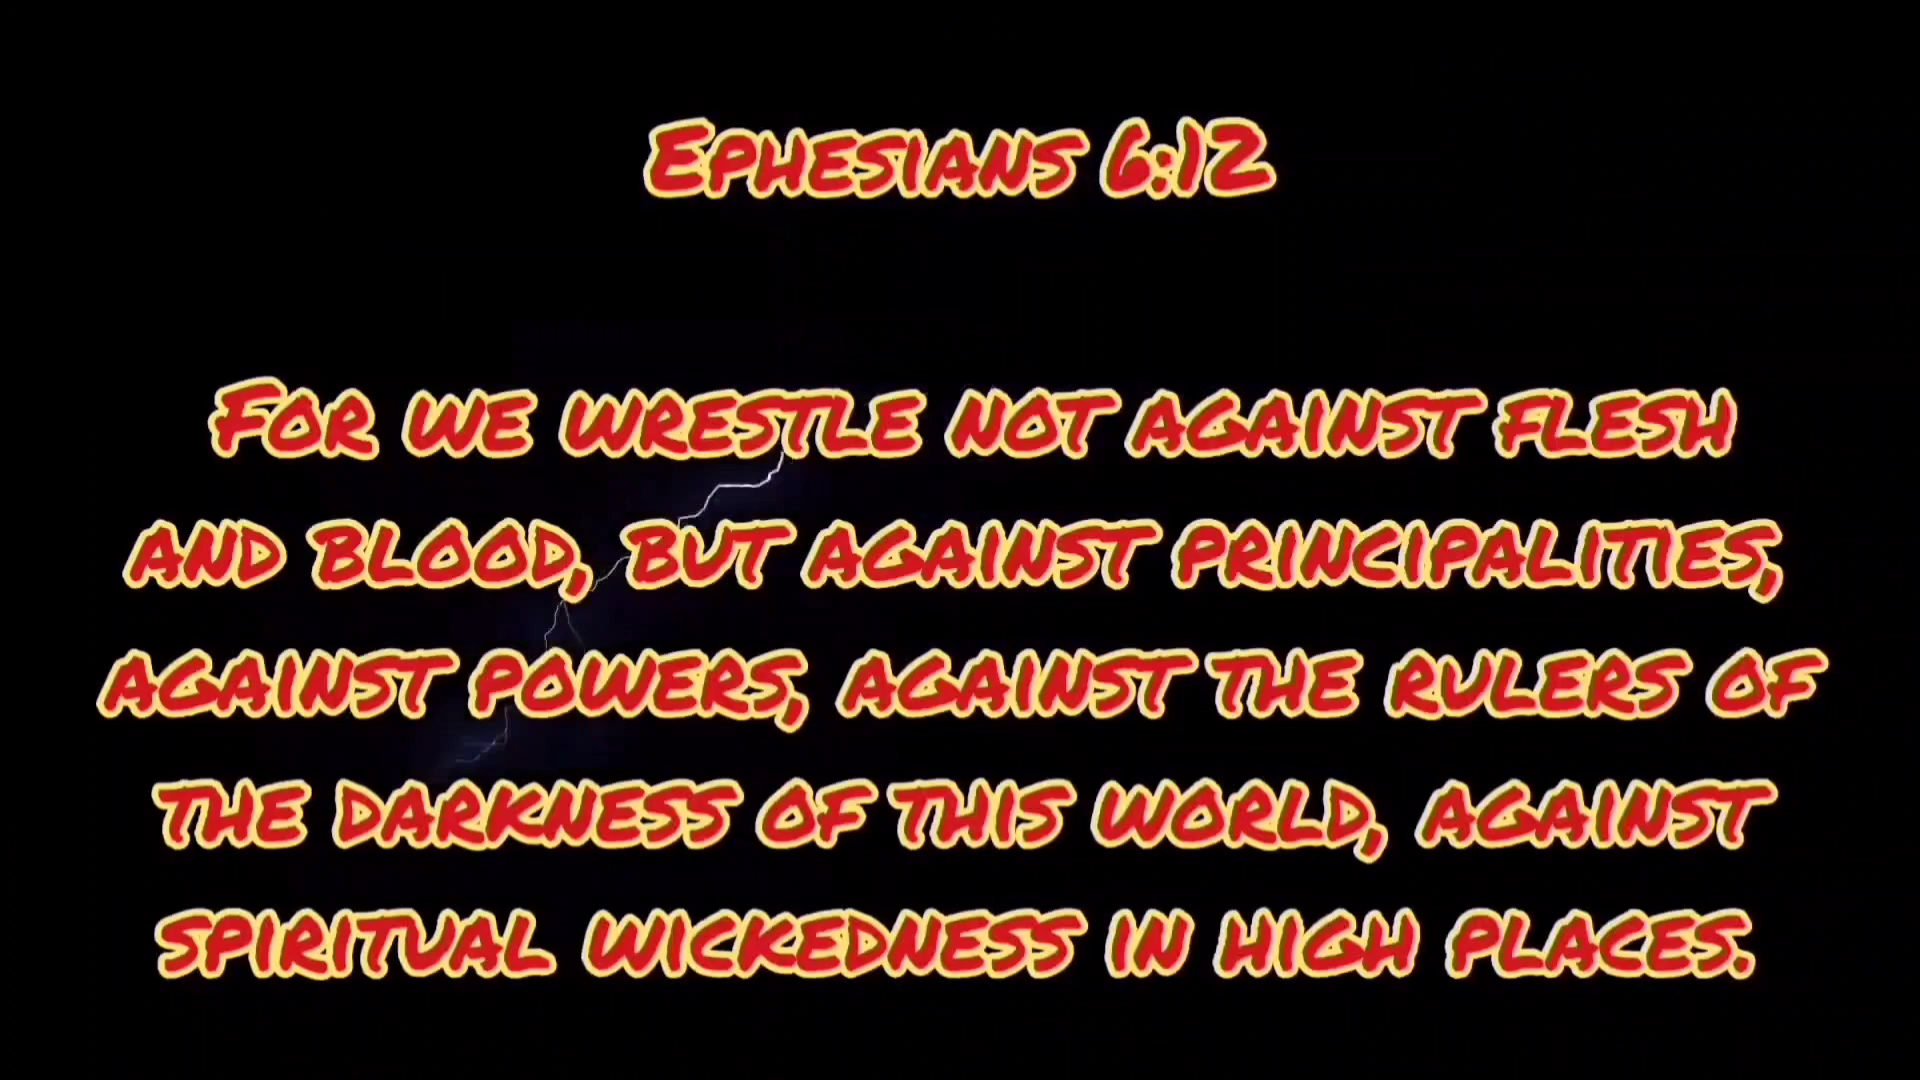 Ephesians 6:12
For we wrestle not against flesh
and blood, but against principalities,
against powers, against the rulers of
the darkness of this world, against
spiritual wickedness in high places.